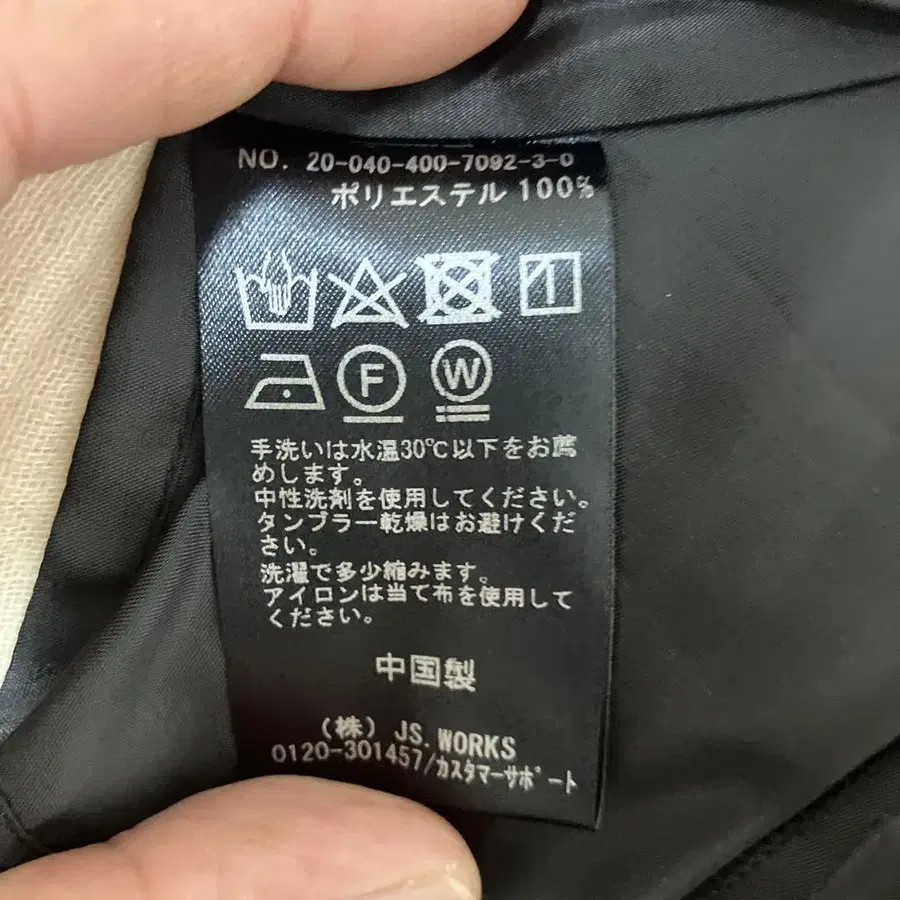 NO. 20-040-400-7092-3-0
ポリエステル 100%
F W
手洗いは水温30℃以下をお薦
めします。
中性洗剤を使用してください。
タンブラー乾燥はお避けくだ
さい。
洗濯で多少縮みます。
アイロンは当て布を使用して
ください。
中国製
(株) JS.WORKS
0120-301457/カスタマーサポート